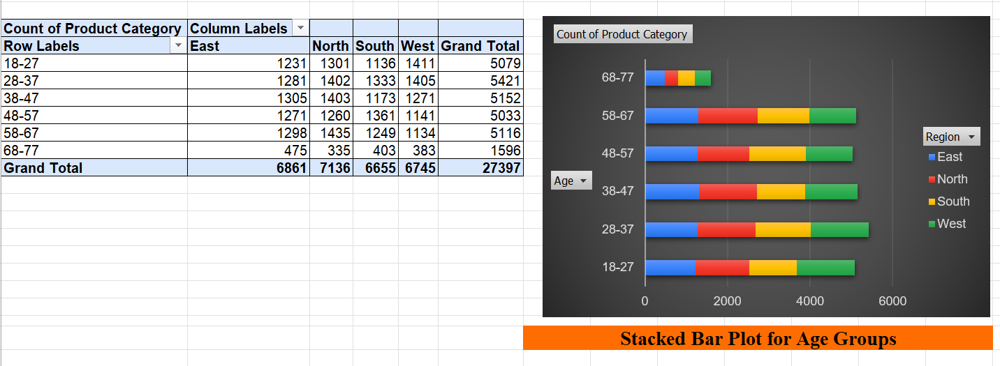 Count of Product Category Column Labels
Row Labels East North South West Grand Total
18-27 1231 1301 1136 1411 5079
28-37 1281 1402 1333 1405 5421
38-47 1305 1403 1173 1271 5152
48-57 1271 1260 1361 1141 5033
58-67 1298 1435 1249 1134 5116
68-77 475 335 403 383 1596
Grand Total 6861 7136 6655 6745 27397
Count of Product Category
68-77
58-67
48-57
38-47
28-37
18-27
Age
0 2000 4000 6000
Region
East
North
South
West
Stacked Bar Plot for Age Groups